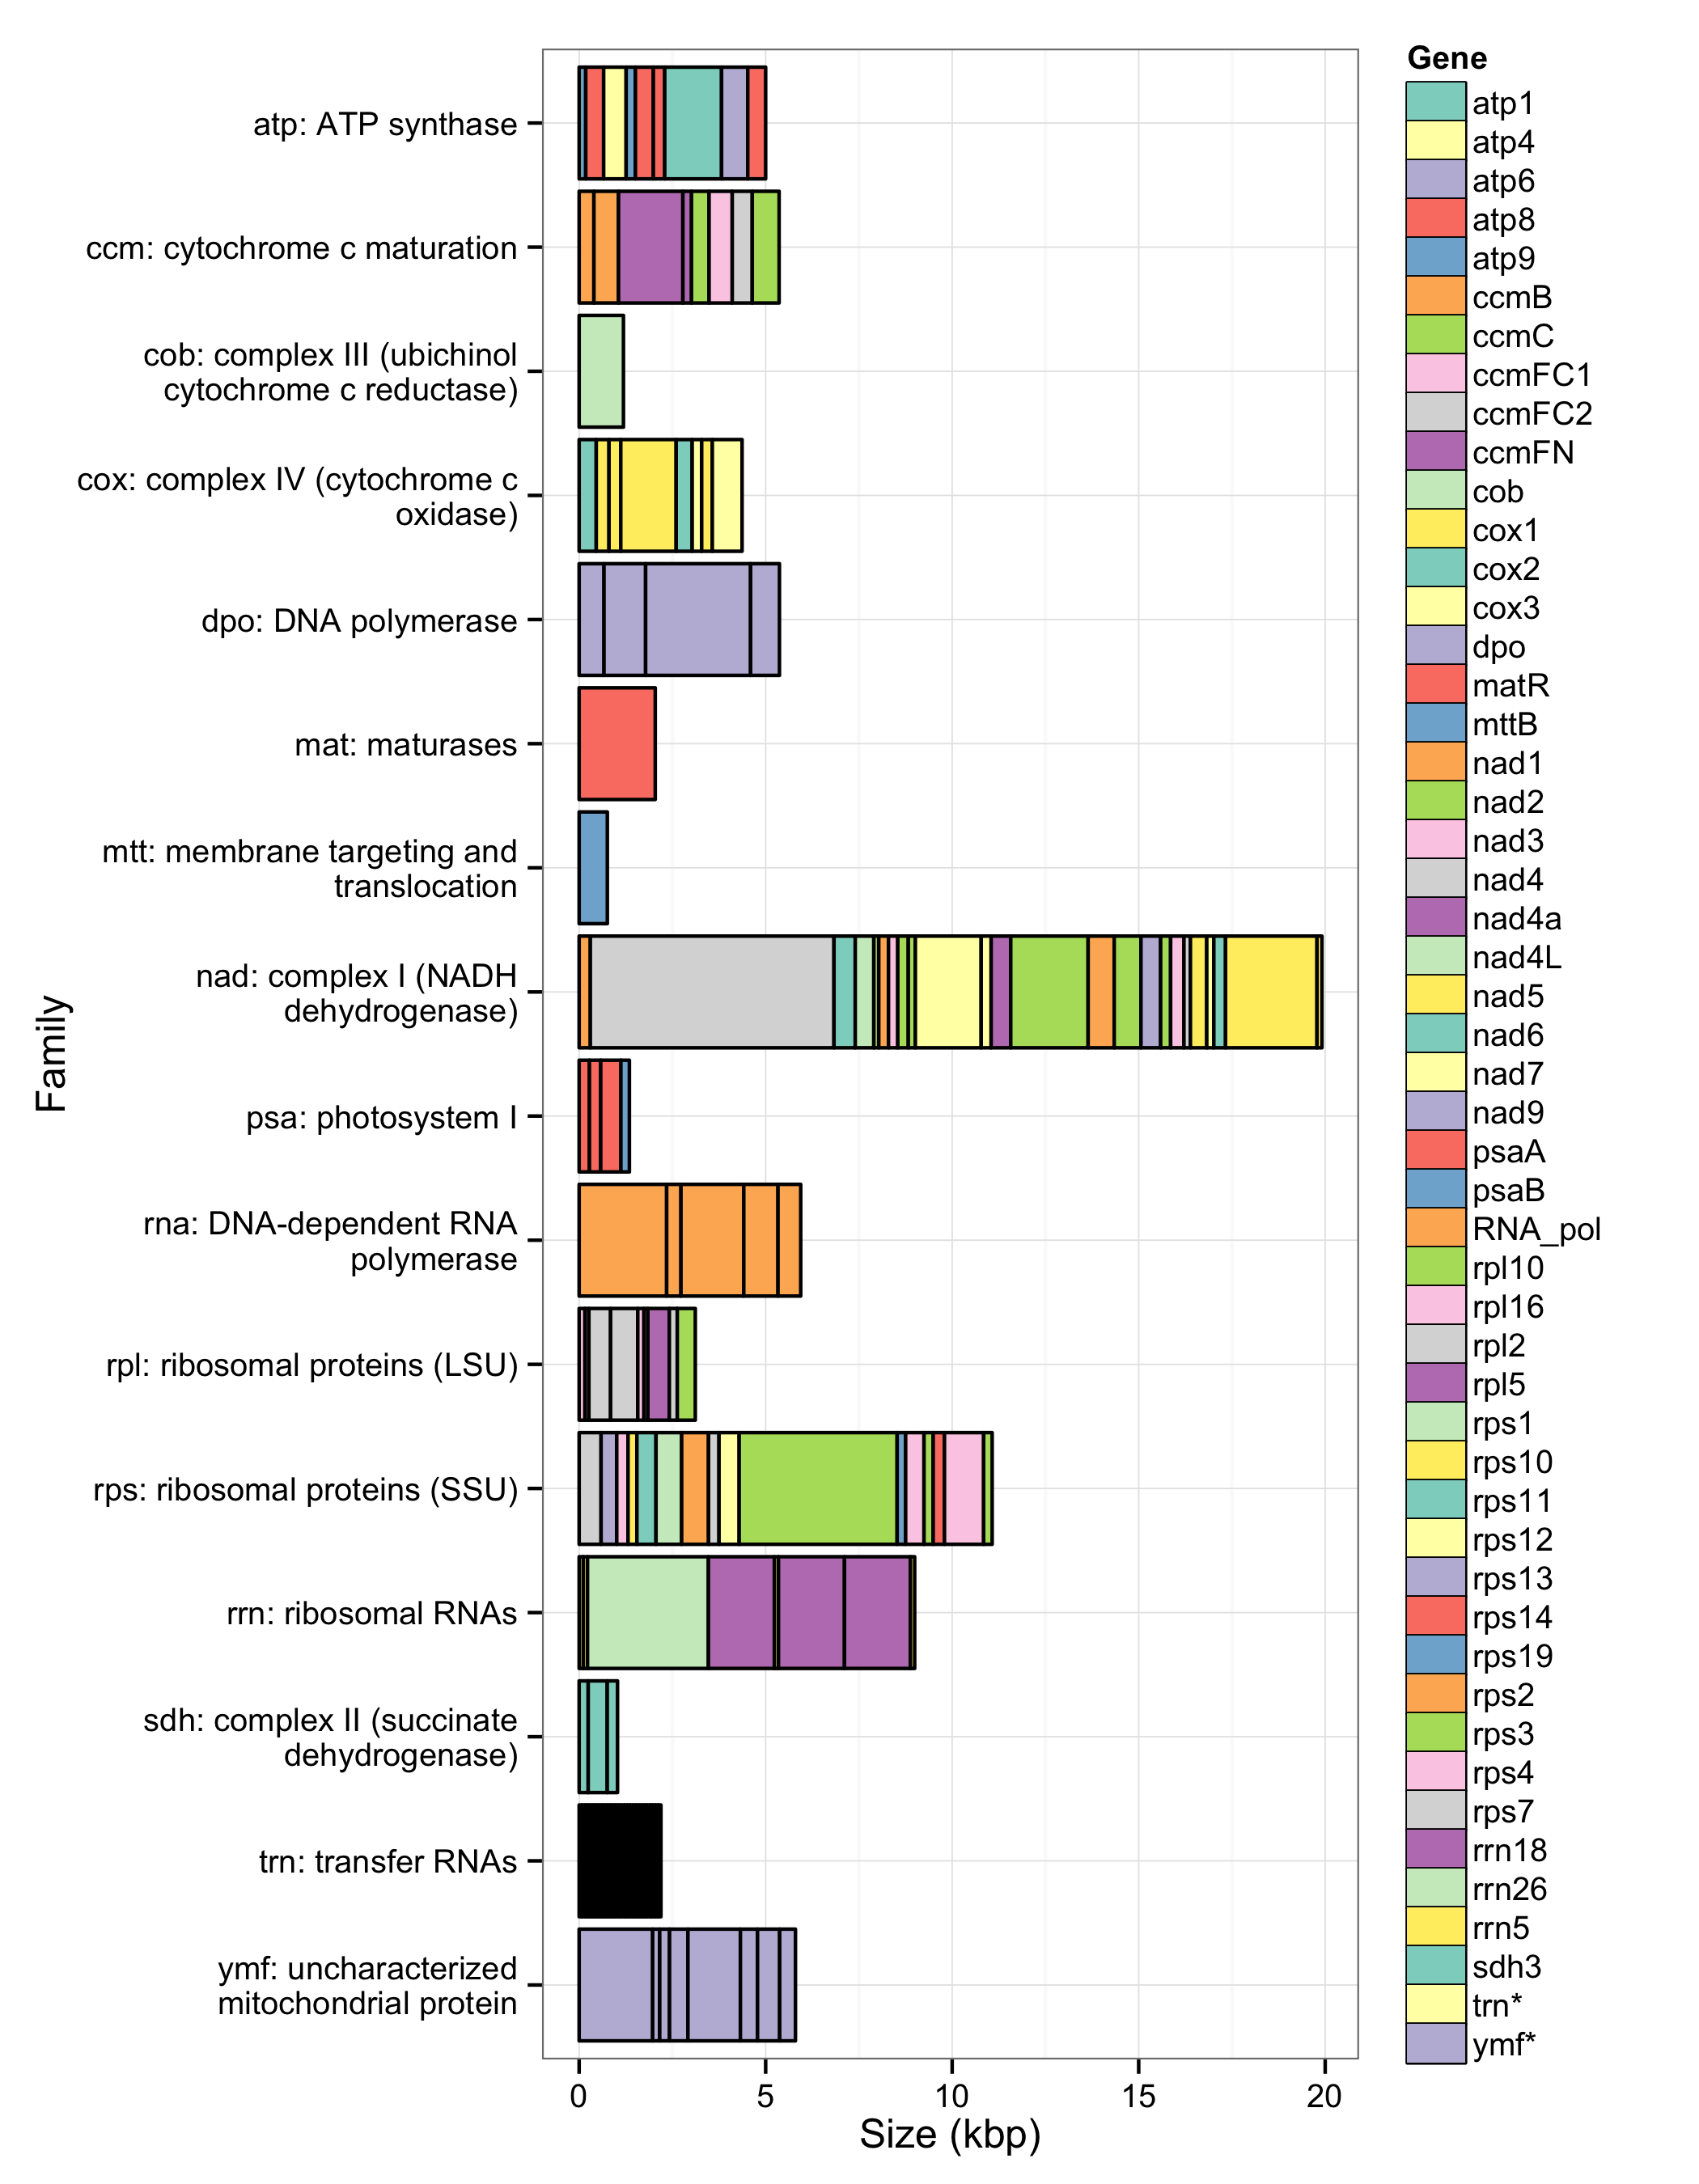 atp: ATP synthase
ccm: cytochrome c maturation
cob: complex III (ubichinol
cytochrome c reductase)
cox: complex IV (cytochrome c
oxidase)
dpo: DNA polymerase
mat: maturases
mtt: membrane targeting and
translocation
nad: complex I (NADH
dehydrogenase)
psa: photosystem I
rna: DNA-dependent RNA
polymerase
rpl: ribosomal proteins (LSU)
rps: ribosomal proteins (SSU)
rrn: ribosomal RNAs
sdh: complex II (succinate
dehydrogenase)
trn: transfer RNAs
ymf: uncharacterized
mitochondrial protein
Family
0 5 10 15 20
Size (kbp)
Gene
atp1
atp4
atp6
atp8
atp9
ccmB
ccmC
ccmFC1
ccmFC2
ccmFN
cob
cox1
cox2
cox3
dpo
matR
mttB
nad1
nad2
nad3
nad4
nad4a
nad4L
nad5
nad6
nad7
nad9
psaA
psaB
RNA_pol
rpl10
rpl16
rpl2
rpl5
rps1
rps10
rps11
rps12
rps13
rps14
rps19
rps2
rps3
rps4
rps7
rrn18
rrn26
rrn5
sdh3
trn*
ymf*